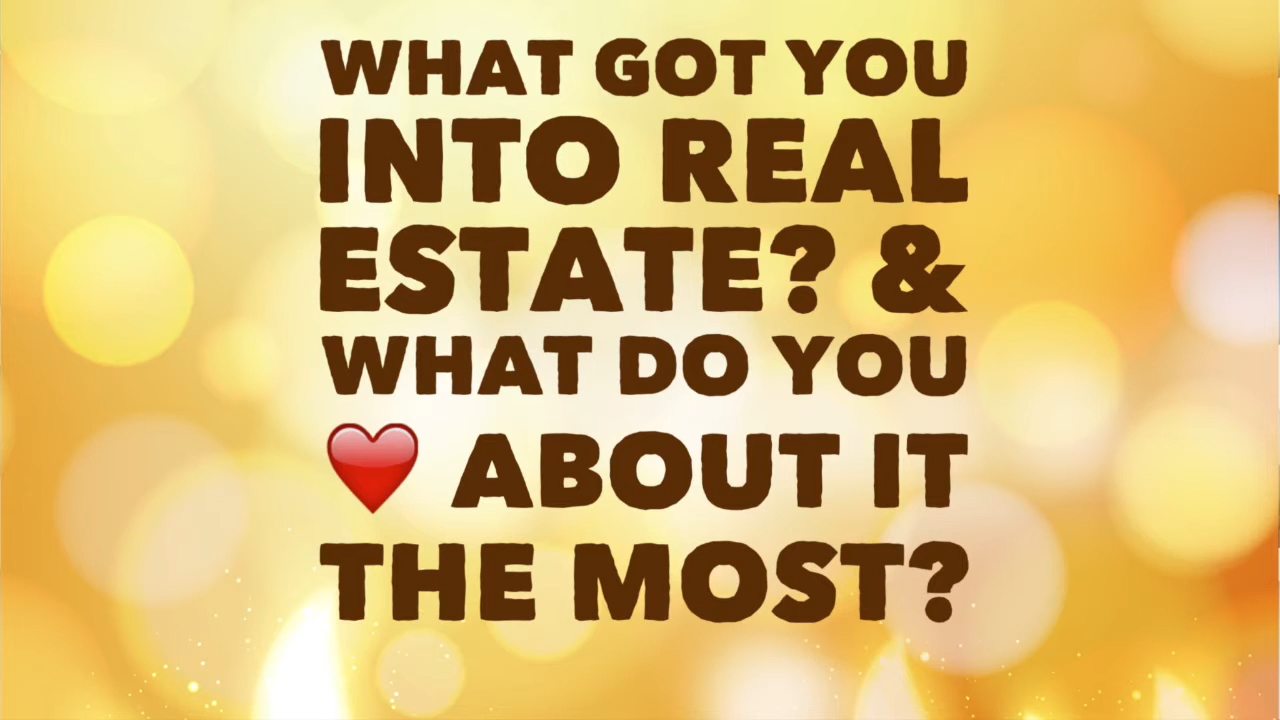 WHAT GOT YOU
INTO REAL
ESTATE? &
WHAT DO YOU
❤️ ABOUT IT
THE MOST?